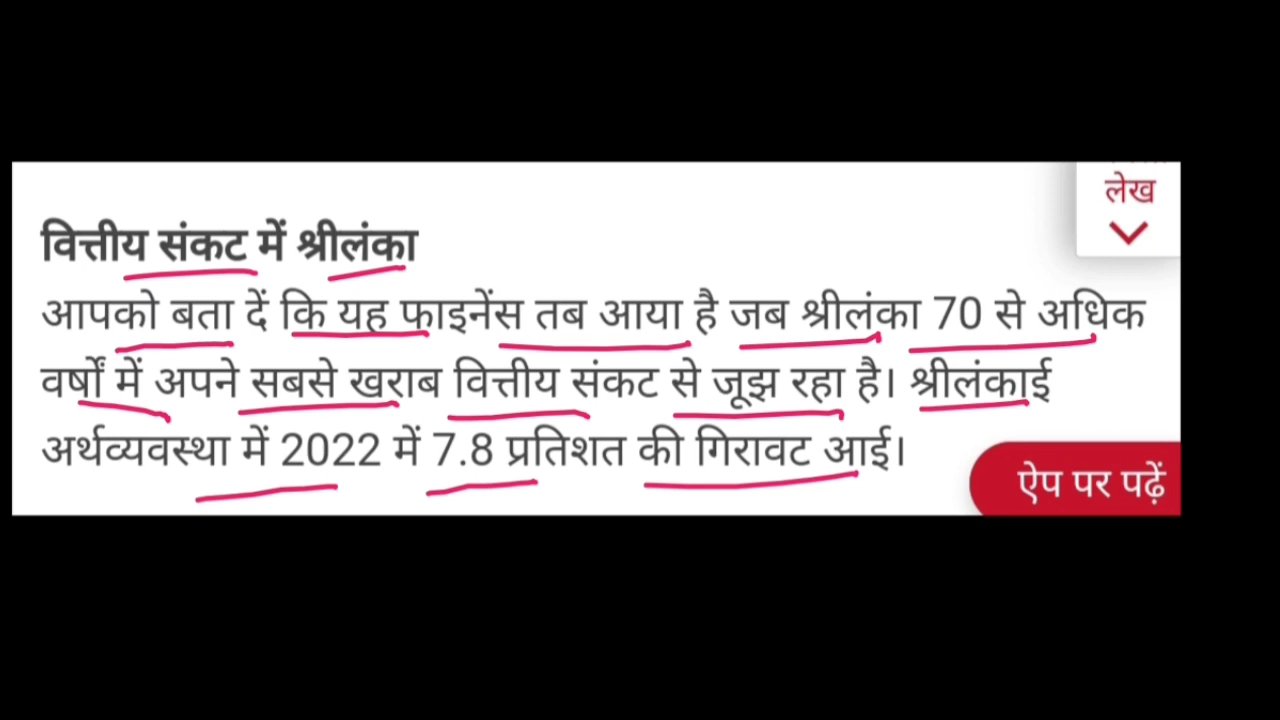 लेख
वित्तीय संकट में श्रीलंका
आपको बता दें कि यह फाइनेंस तब आया है जब श्रीलंका 70 से अधिक
वर्षों में अपने सबसे खराब वित्तीय संकट से जूझ रहा है। श्रीलंकाई
अर्थव्यवस्था में 2022 में 7.8 प्रतिशत की गिरावट आई।
ऐप पर पढ़ें